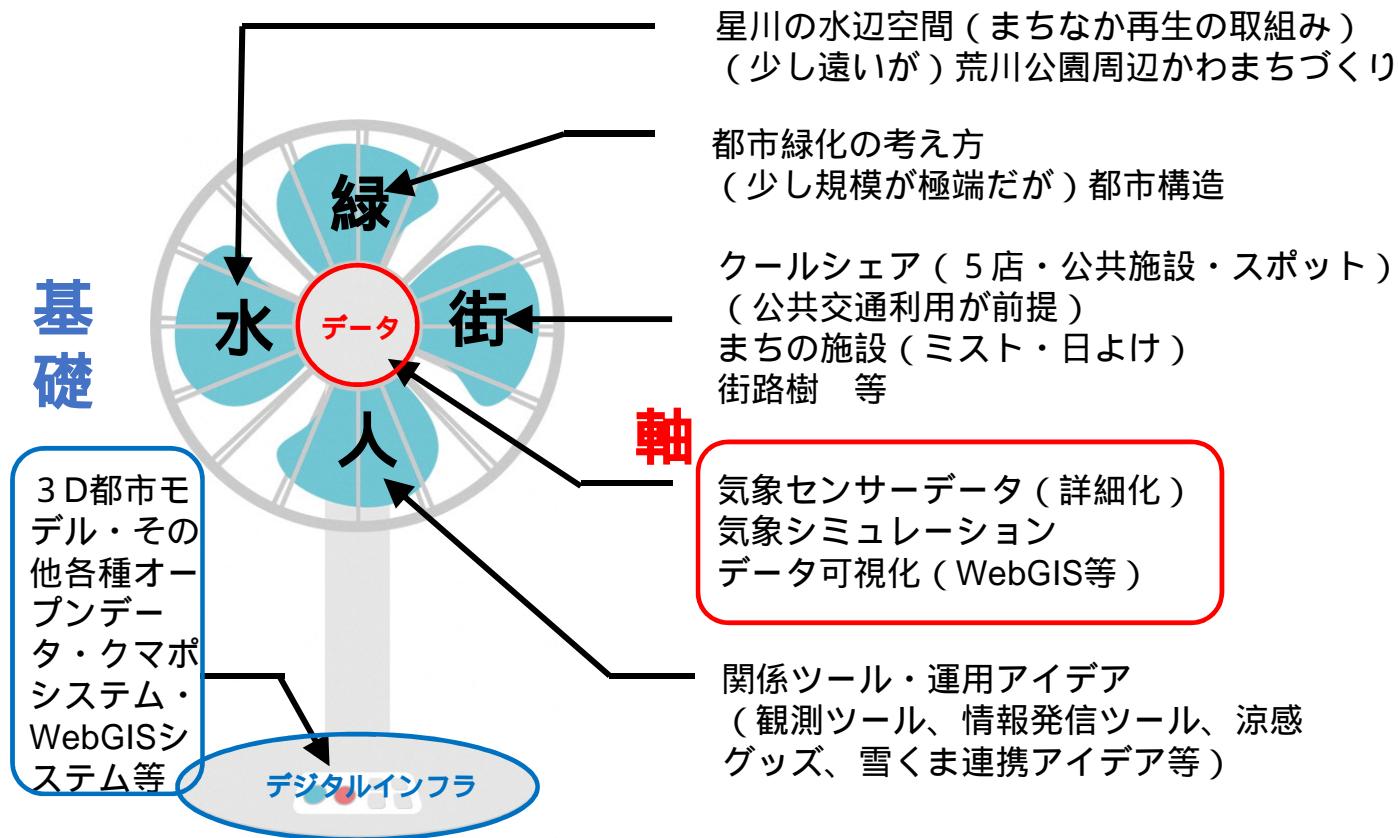 星川の水辺空間（まちなか再生の取組み）
（少し遠いが）荒川公園周辺かわまちづくり
都市緑化の考え方
（少し規模が極端だが）都市構造
緑
クールシェア（５店・公共施設・スポット）
（公共交通利用が前提）
まちの施設（ミスト・日よけ）
街路樹　等
基
礎
水
データ
街
人
軸
３D都市モ
デル・その
他各種オー
プンデー
タ・クマポ
システム・
WebGISシ
ステム等
気象センサーデータ（詳細化）
気象シミュレーション
データ可視化（WebGIS等）
関係ツール・運用アイデア
（観測ツール、情報発信ツール、涼感
グッズ、雪くま連携アイデア等）
デジタルインフラ